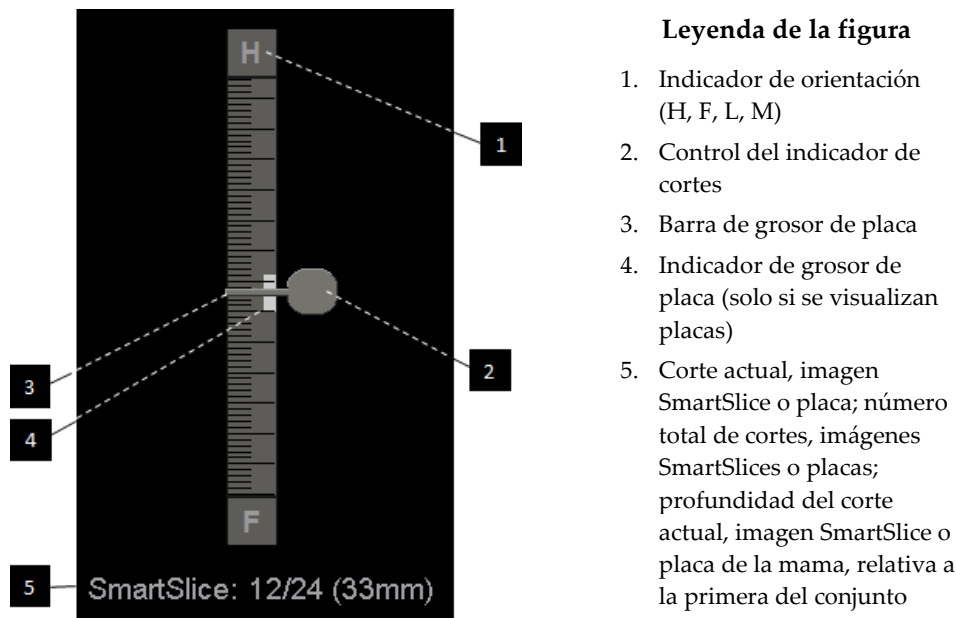 H
1
3
2
4
F
5
SmartSlice: 12/24 (33mm)
Leyenda de la figura
1. Indicador de orientación
(H, F, L, M)
2. Control del indicador de
cortes
3. Barra de grosor de placa
4. Indicador de grosor de
placa (solo si se visualizan
placas)
5. Corte actual, imagen
SmartSlice o placa; número
total de cortes, imágenes
SmartSlices o placas;
profundidad del corte
actual, imagen SmartSlice o
placa de la mama, relativa a
la primera del conjunto